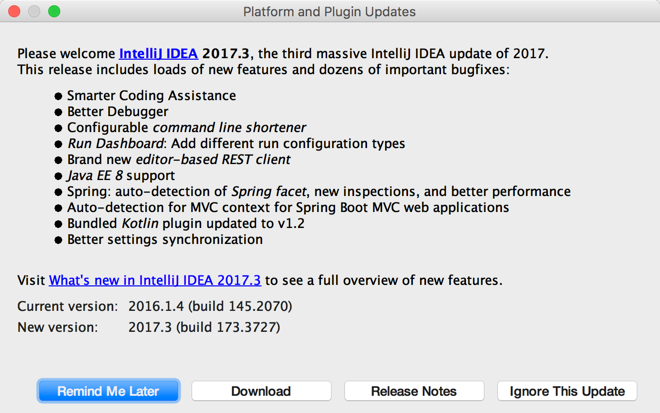 Platform and Plugin Updates
Please welcome IntelliJ IDEA 2017.3, the third massive IntelliJ IDEA update of 2017.
This release includes loads of new features and dozens of important bugfixes:
● Smarter Coding Assistance
● Better Debugger
● Configurable command line shortener
● Run Dashboard: Add different run configuration types
● Brand new editor-based REST client
● Java EE 8 support
● Spring: auto-detection of Spring facet, new inspections, and better performance
● Auto-detection for MVC context for Spring Boot MVC web applications
● Bundled Kotlin plugin updated to v1.2
● Better settings synchronization
Visit What's new in IntelliJ IDEA 2017.3 to see a full overview of new features.
Current version: 2016.1.4 (build 145.2070)
New version: 2017.3 (build 173.3727)
Remind Me Later Download Release Notes Ignore This Update